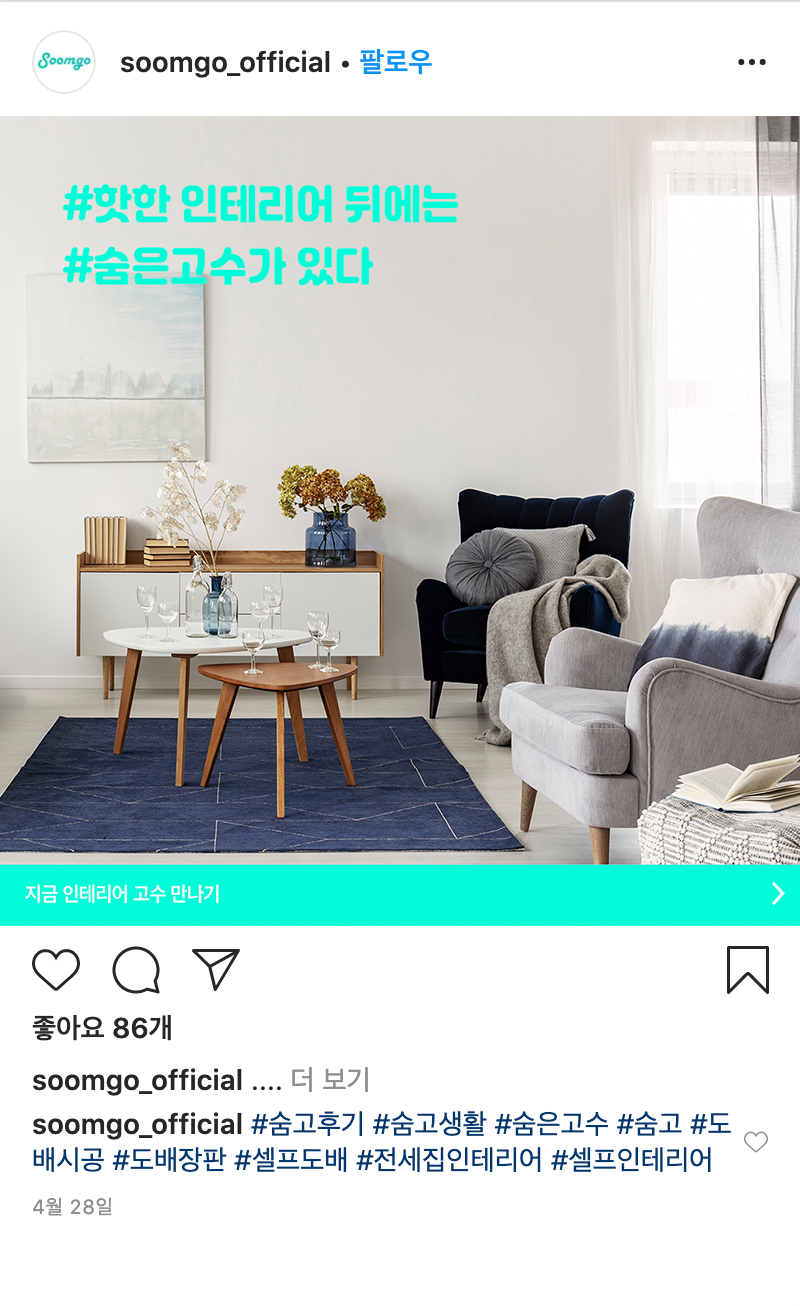 Soomgo
soomgo_official • 팔로우
#핫한 인테리어 뒤에는
#숨은고수가 있다
지금 인테리어 고수 만나기
좋아요 86개
soomgo_official .... 더 보기
soomgo_official #숨고후기 #숨고생활 #숨은고수 #숨고 #도
배시공 #도배장판 #셀프도배 #전세집인테리어 #셀프인테리어
4월 28일